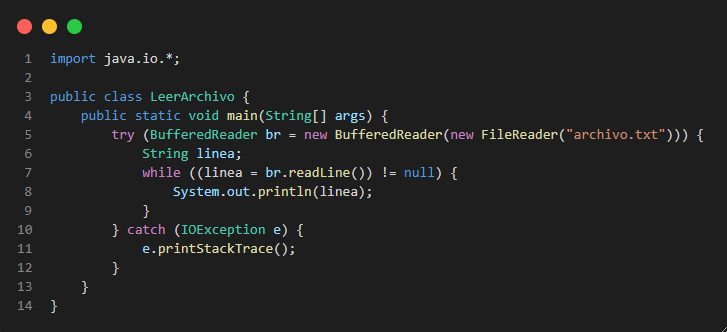 1 import java.io.*;
2
3 public class LeerArchivo {
4     public static void main(String[] args) {
5         try (BufferedReader br = new BufferedReader(new FileReader("archivo.txt"))) {
6             String linea;
7             while ((linea = br.readLine()) != null) {
8                 System.out.println(linea);
9             }
10         } catch (IOException e) {
11             e.printStackTrace();
12         }
13     }
14 }